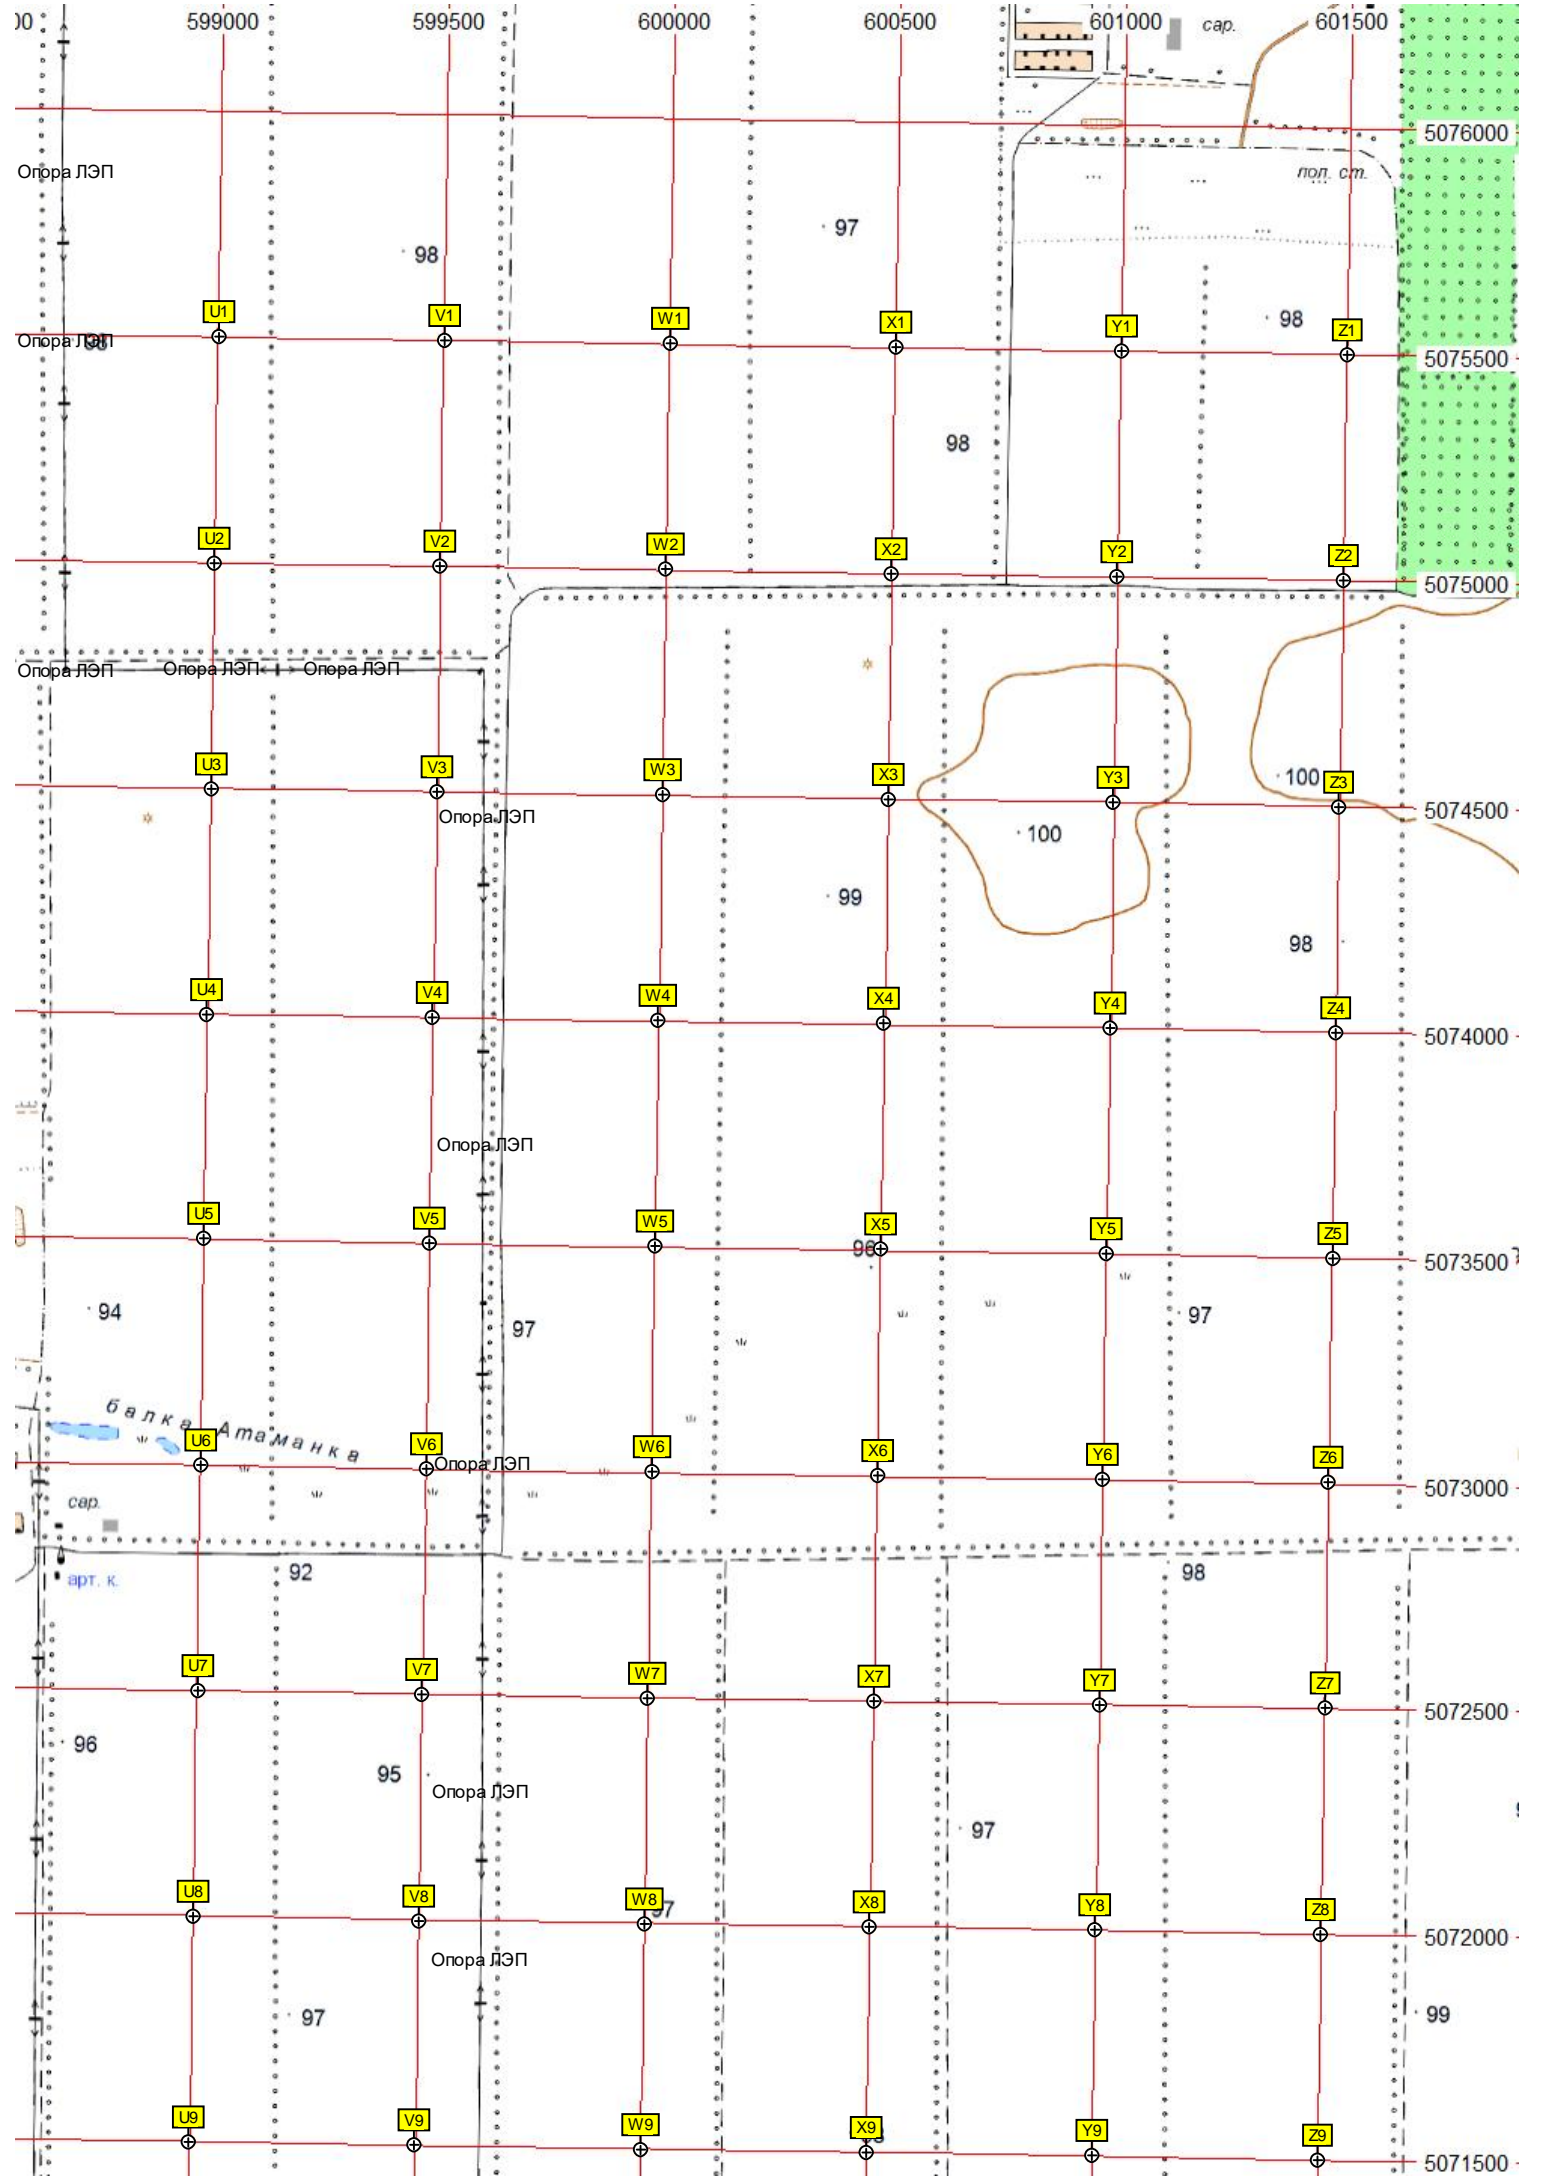 00 599000 599500 600000 600500 601000 601500
сар.
5076000
Опора ЛЭП
пол. ст.
97
98
U1 V1 W1 X1 Y1 Z1
98
Опора ЛЭП
98
5075500
98
U2 V2 W2 X2 Y2 Z2
5075000
Опора ЛЭП Опора ЛЭП Опора ЛЭП
U3 V3 W3 X3 Y3 Z3
100
5074500
Опора ЛЭП
100
99
98
U4 V4 W4 X4 Y4 Z4
5074000
Опора ЛЭП
U5 V5 W5 X5 Y5 Z5
96
5073500
94
97
97
балка Атаманка
U6 V6 W6 X6 Y6 Z6
Опора ЛЭП
5073000
сар.
арт. к.
92
98
U7 V7 W7 X7 Y7 Z7
5072500
96
95
Опора ЛЭП
97
U8 V8 W8 X8 Y8 Z8
97
5072000
Опора ЛЭП
97
99
U9 V9 W9 X9 Y9 Z9
5071500